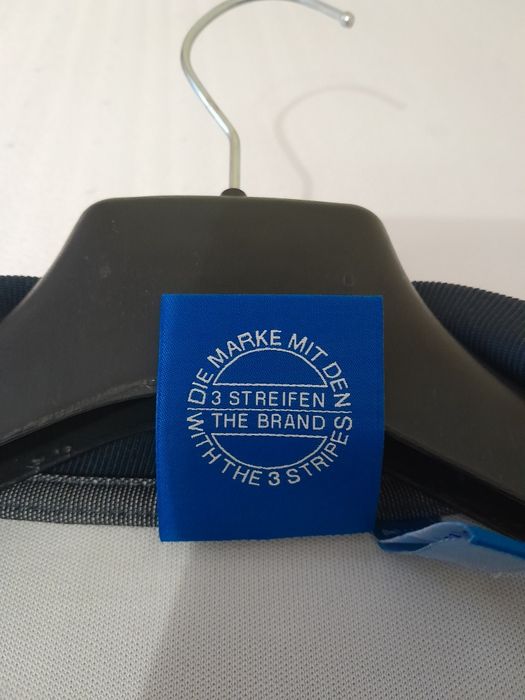 DIE MARKE MIT DEN
3 STREIFEN
THE BRAND
WITH THE 3 STRIPES